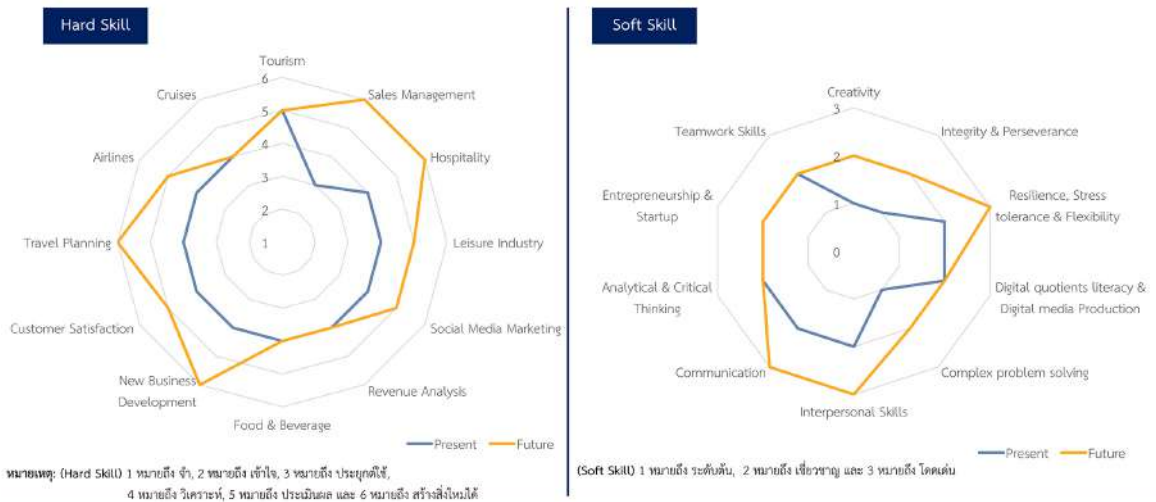 Hard Skill
Tourism
Sales Management
Hospitality
Leisure Industry
Social Media Marketing
Revenue Analysis
Food & Beverage
New Business
Development
Customer Satisfaction
Travel Planning
Airlines
Cruises
6
5
4
3
2
1
Present
Future
หมายเหตุ: (Hard Skill) 1 หมายถึง จำ, 2 หมายถึง เข้าใจ, 3 หมายถึง ประยุกต์ใช้,
4 หมายถึง วิเคราะห์, 5 หมายถึง ประเมินผล และ 6 หมายถึง สร้างสิ่งใหม่ได้
Soft Skill
Creativity
Integrity & Perseverance
Resilience, Stress
tolerance & Flexibility
Digital quotients literacy &
Digital media Production
Complex problem solving
Interpersonal Skills
Communication
Analytical & Critical
Thinking
Entrepreneurship &
Startup
Teamwork Skills
3
2
1
0
Present
Future
(Soft Skill) 1 หมายถึง ระดับต้น, 2 หมายถึง เชี่ยวชาญ และ 3 หมายถึง โดดเด่น